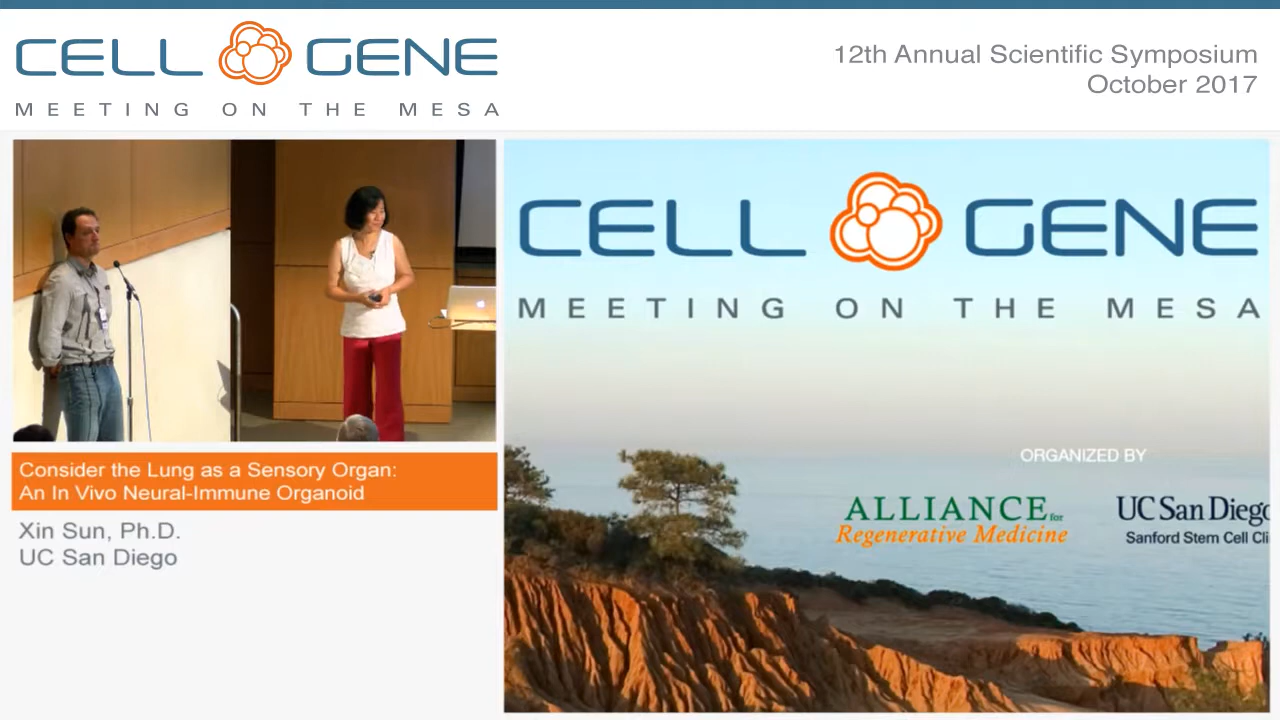 CELL GENE
MEETING ON THE MESA
12th Annual Scientific Symposium
October 2017
CELL GENE
MEETING ON THE MESA
ORGANIZED BY
ALLIANCE for
Regenerative Medicine
UC San Diego
Sanford Stem Cell Cli
Consider the Lung as a Sensory Organ:
An In Vivo Neural-Immune Organoid
Xin Sun, Ph.D.
UC San Diego